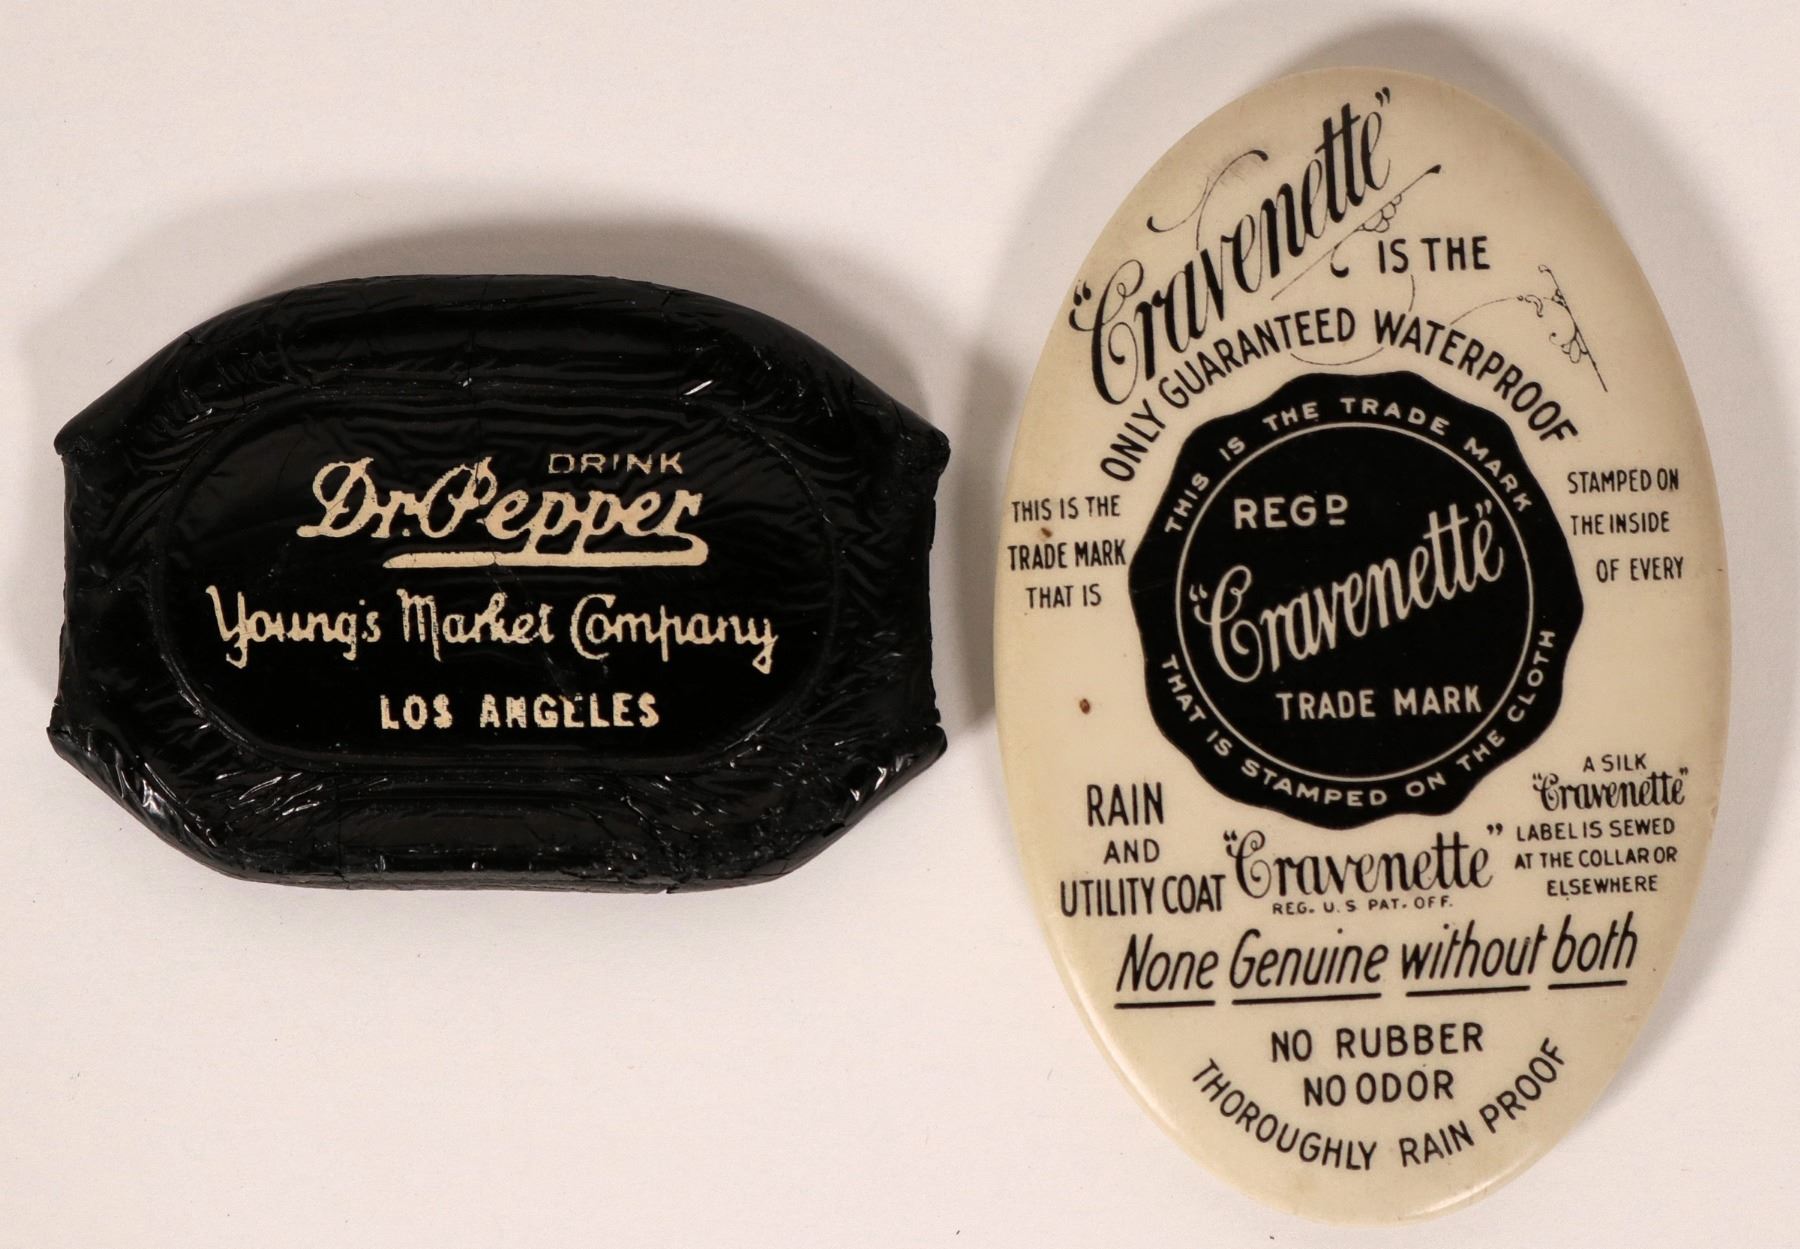 DRINK
Dr. Pepper
Young's Market Company
LOS ANGELES
"Cravenette"
IS THE
ONLY GUARANTEED WATERPROOF
THIS IS THE
TRADE MARK
THAT IS
THIS IS THE TRADE MARK
REGD
"Cravenette"
TRADE MARK
THAT IS STAMPED ON THE CLOTH
STAMPED ON
THE INSIDE
OF EVERY
RAIN
AND
UTILITY COAT
"Cravenette"
REG. U.S PAT. OFF.
A SILK
"Cravenette"
LABEL IS SEWED
AT THE COLLAR OR
ELSEWHERE
None Genuine without both
NO RUBBER
NO ODOR
THOROUGHLY RAIN PROOF